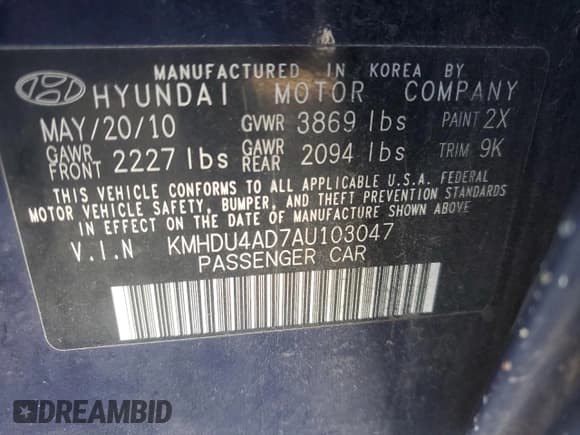 MANUFACTURED IN KOREA BY
HYUNDAI MOTOR COMPANY
MAY/20/10 GVWR 3869 lbs PAINT 2X
GAWR FRONT 2227 lbs GAWR REAR 2094 lbs TRIM 9K
THIS VEHICLE CONFORMS TO ALL APPLICABLE U.S.A. FEDERAL
MOTOR VEHICLE SAFETY, BUMPER, AND THEFT PREVENTION STANDARDS
IN EFFECT ON THE DATE OF MANUFACTURE SHOWN ABOVE
V.I.N KMHDU4AD7AU103047
PASSENGER CAR
DREAMBID